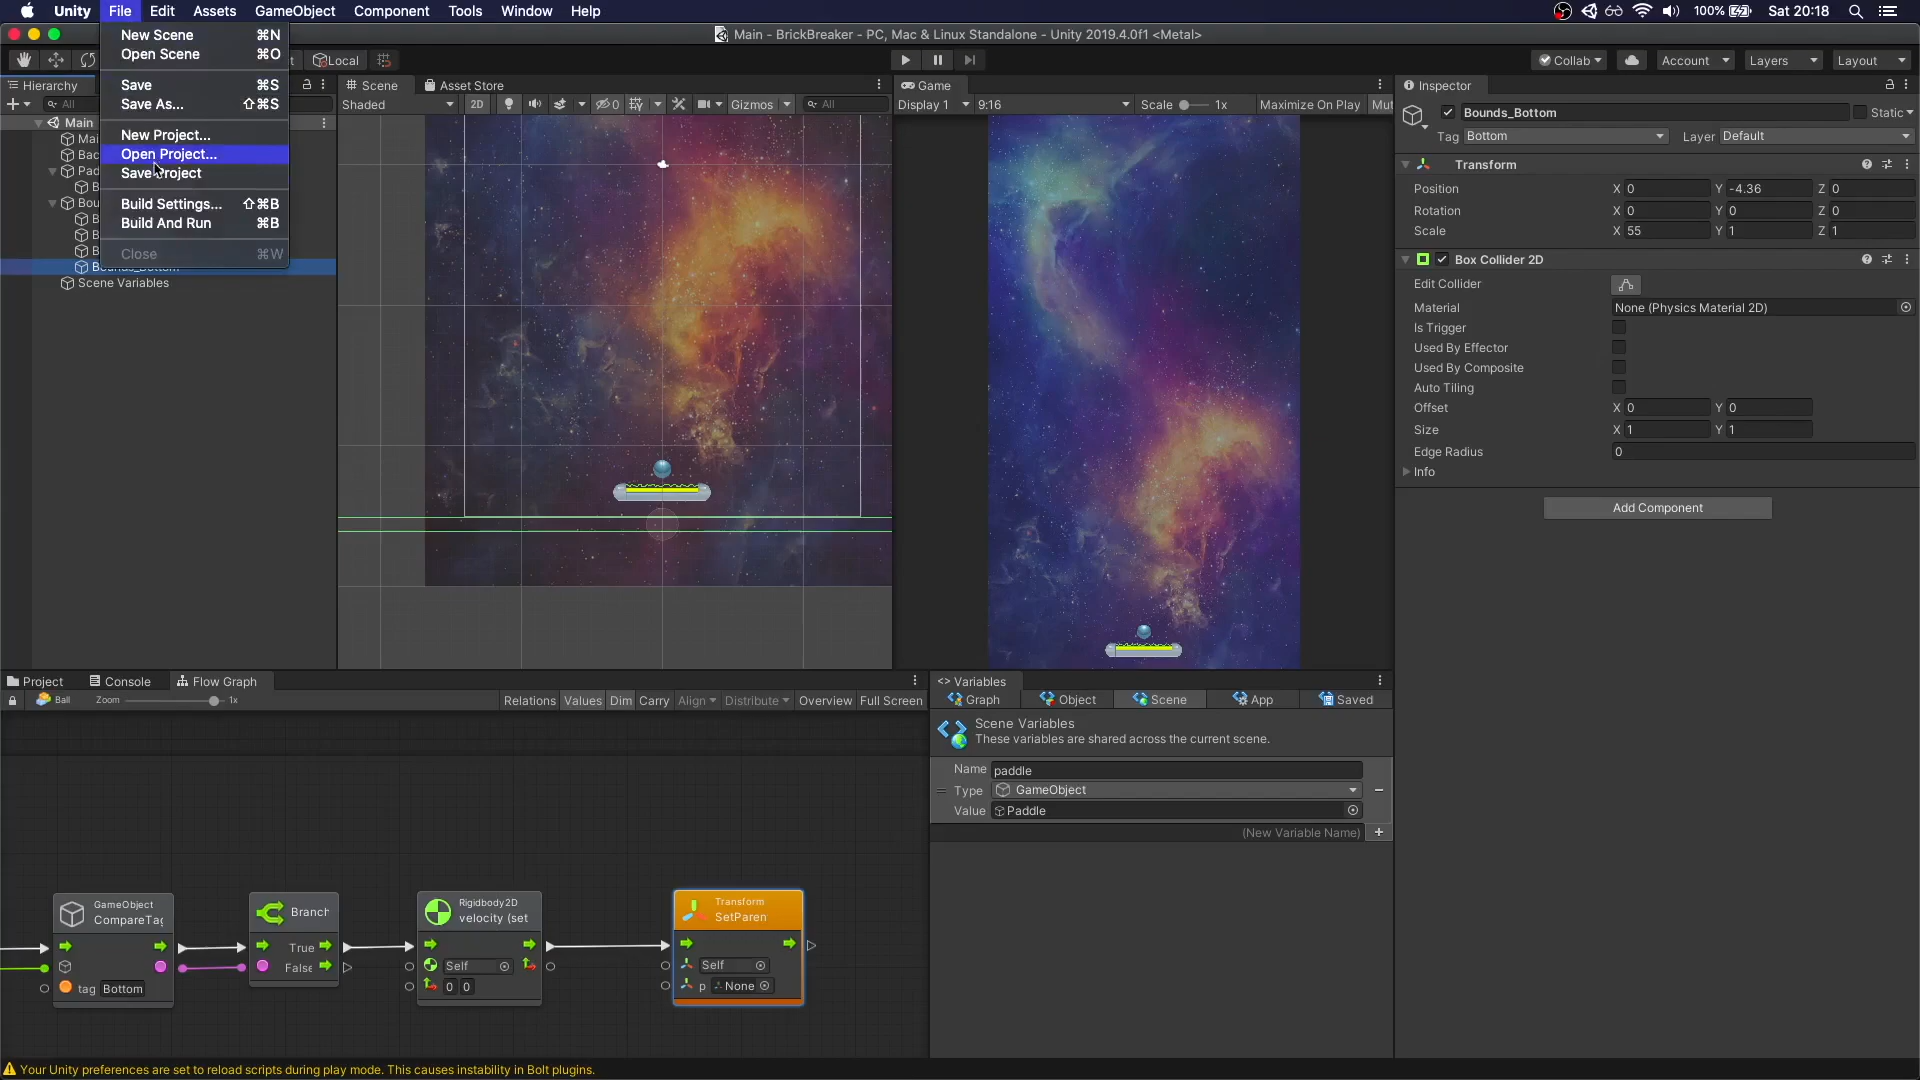 Unity File Edit Assets GameObject Component Tools Window Help
100% Sat 20:18
Main - BrickBreaker - PC, Mac & Linux Standalone - Unity 2019.4.0f1 <Metal>
New Scene ⌘N
Open Scene ⌘O
Save ⌘S
Save As... ⇧⌘S
New Project...
Open Project...
Save Project
Build Settings... ⇧⌘B
Build And Run ⌘B
Close ⌘W
Local
Collab
Account
Layers
Layout
Hierarchy
All
Main
Mai
Bac
Pad
B
Bou
B
B
B
Bounds_Bottom
Scene Variables
Scene Asset Store
Shaded 2D 0 Gizmos All
Game
Display 1 9:16 Scale 1x Maximize On Play Mut
Inspector
Bounds_Bottom Static
Tag Bottom Layer Default
Transform
Position X 0 Y -4.36 Z 0
Rotation X 0 Y 0 Z 0
Scale X 55 Y 1 Z 1
Box Collider 2D
Edit Collider
Material None (Physics Material 2D)
Is Trigger
Used By Effector
Used By Composite
Auto Tiling
Offset X 0 Y 0
Size X 1 Y 1
Edge Radius 0
Info
Add Component
Project Console Flow Graph
Ball Zoom 1x Relations Values Dim Carry Align Distribute Overview Full Screen
GameObject
CompareTag
tag Bottom
Branch
True
False
Rigidbody2D
velocity (set
Self
0 0
Transform
SetParen
Self
p None
<> Variables
Graph Object Scene App Saved
Scene Variables
These variables are shared across the current scene.
Name paddle
Type GameObject
Value Paddle
(New Variable Name)
Your Unity preferences are set to reload scripts during play mode. This causes instability in Bolt plugins.